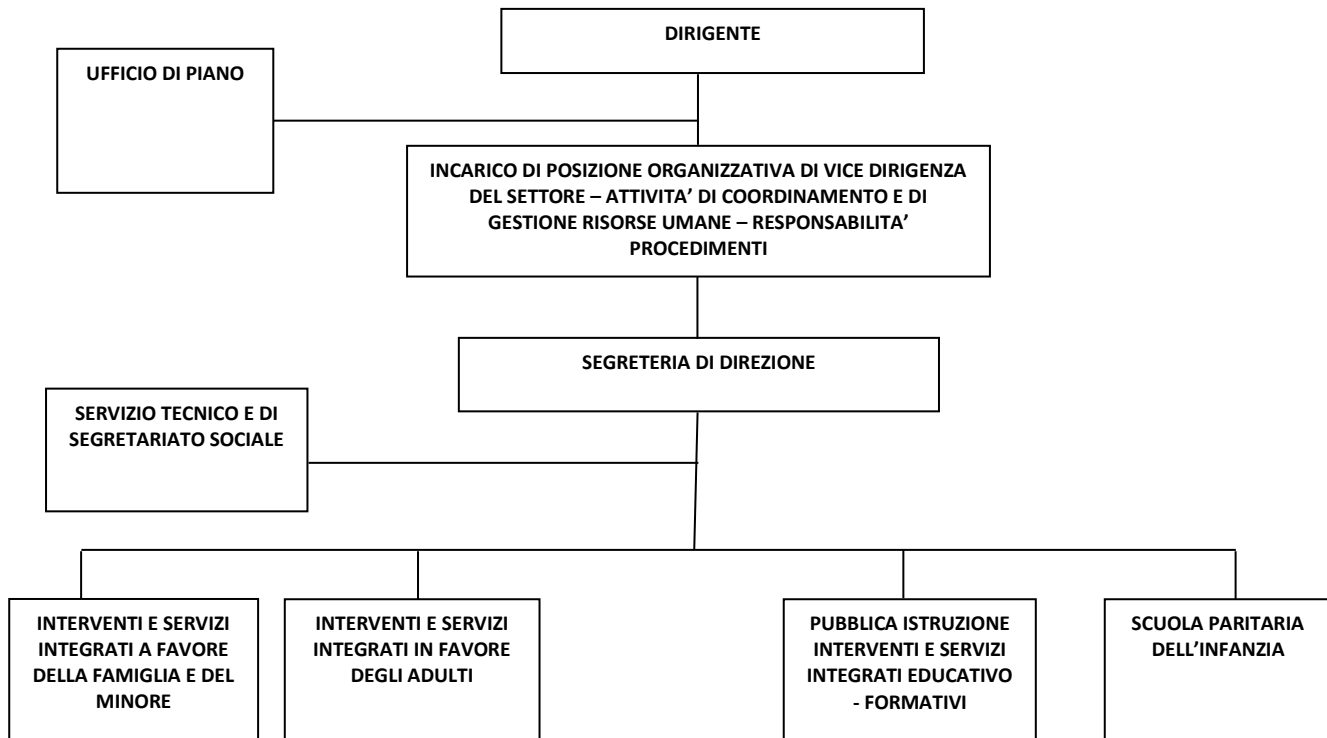 DIRIGENTE
UFFICIO DI PIANO
INCARICO DI POSIZIONE ORGANIZZATIVA DI VICE DIRIGENZA
DEL SETTORE – ATTIVITA’ DI COORDINAMENTO E DI
GESTIONE RISORSE UMANE – RESPONSABILITA’
PROCEDIMENTI
SEGRETERIA DI DIREZIONE
SERVIZIO TECNICO E DI
SEGRETARIATO SOCIALE
INTERVENTI E SERVIZI
INTEGRATI A FAVORE
DELLA FAMIGLIA E DEL
MINORE
INTERVENTI E SERVIZI
INTEGRATI IN FAVORE
DEGLI ADULTI
PUBBLICA ISTRUZIONE
INTERVENTI E SERVIZI
INTEGRATI EDUCATIVO
- FORMATIVI
SCUOLA PARITARIA
DELL’INFANZIA